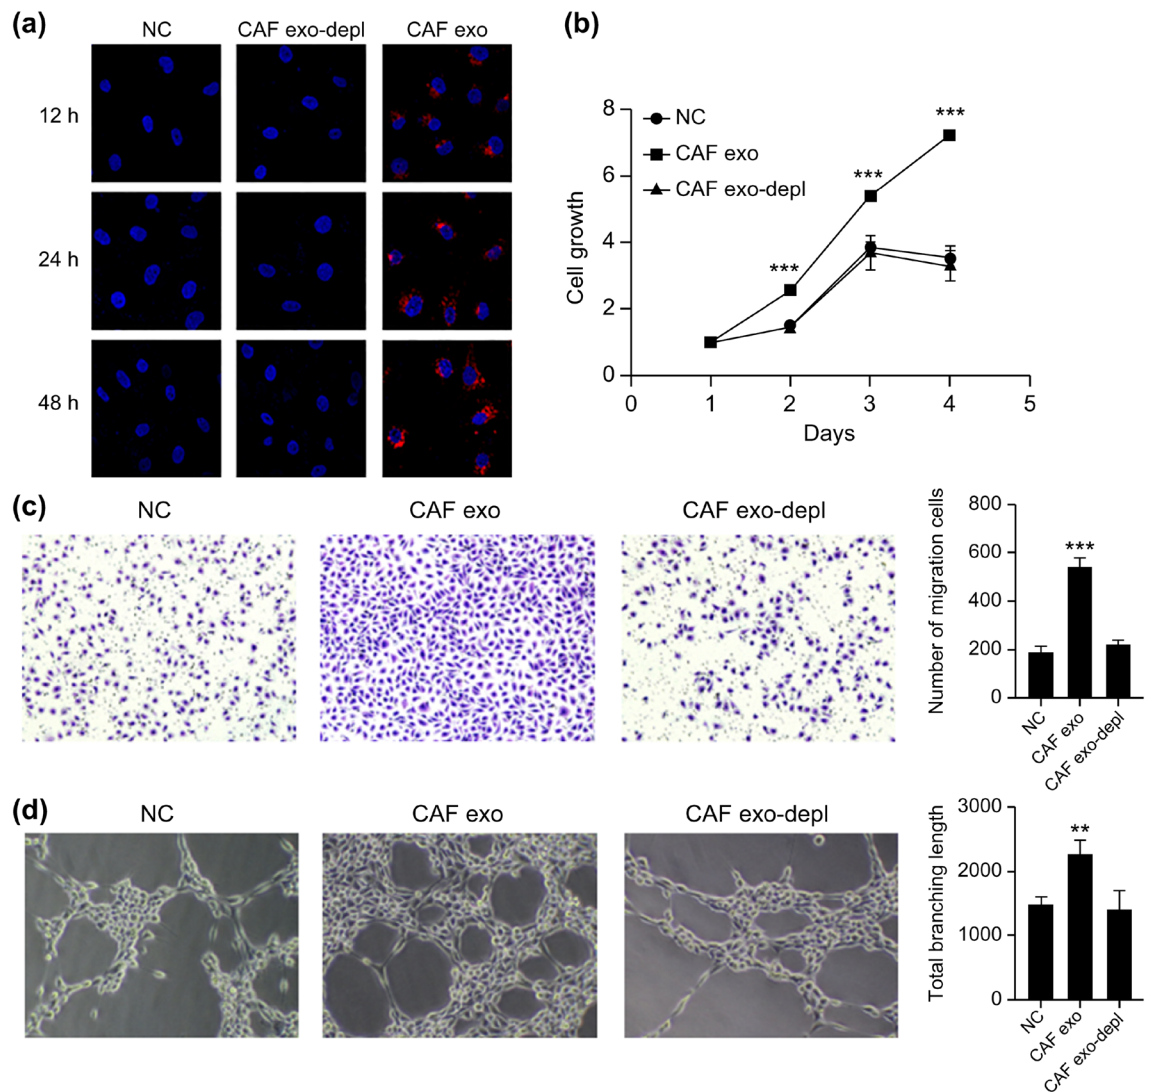 (a)
NC
CAF exo-depl
CAF exo
12 h
24 h
48 h
(b)
8
6
4
2
0
Cell growth
NC
CAF exo
CAF exo-depl
***
***
***
0
1
2
3
4
5
Days
(c)
NC
CAF exo
CAF exo-depl
Number of migration cells
800
600
400
200
0
***
NC
CAF exo
CAF exo-depl
(d)
NC
CAF exo
CAF exo-depl
Total branching length
3000
2000
1000
0
**
NC
CAF exo
CAF exo-depl